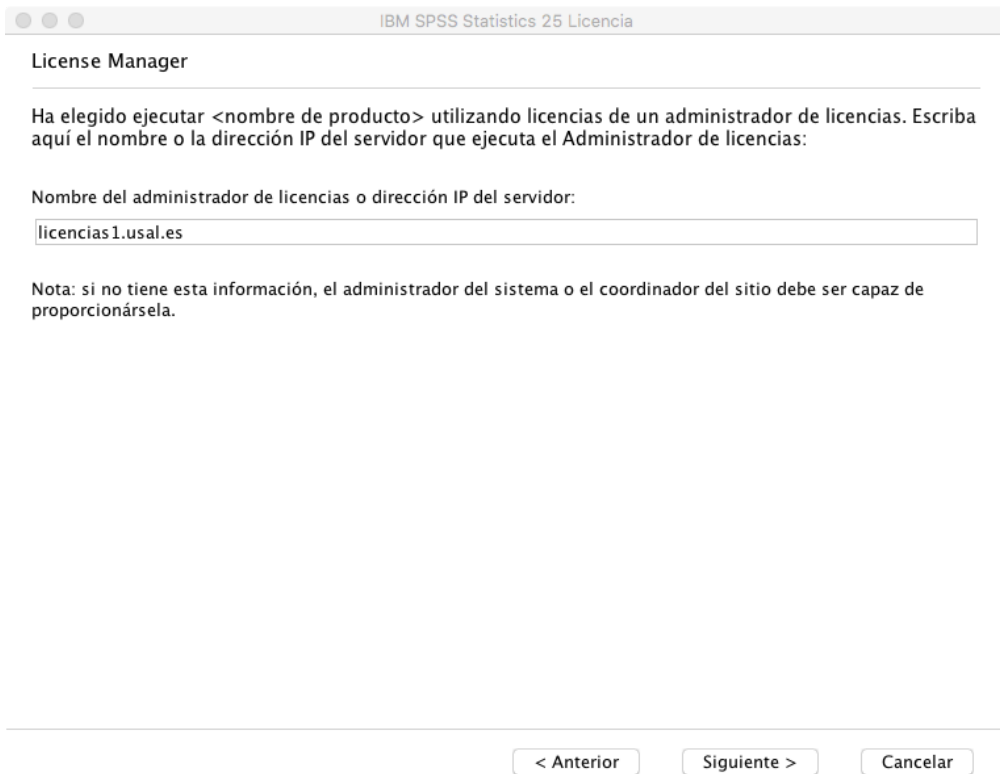 IBM SPSS Statistics 25 Licencia
License Manager
Ha elegido ejecutar <nombre de producto> utilizando licencias de un administrador de licencias. Escriba
aquí el nombre o la dirección IP del servidor que ejecuta el Administrador de licencias:
Nombre del administrador de licencias o dirección IP del servidor:
licencias1.usal.es
Nota: si no tiene esta información, el administrador del sistema o el coordinador del sitio debe ser capaz de
proporcionársela.
< Anterior Siguiente > Cancelar